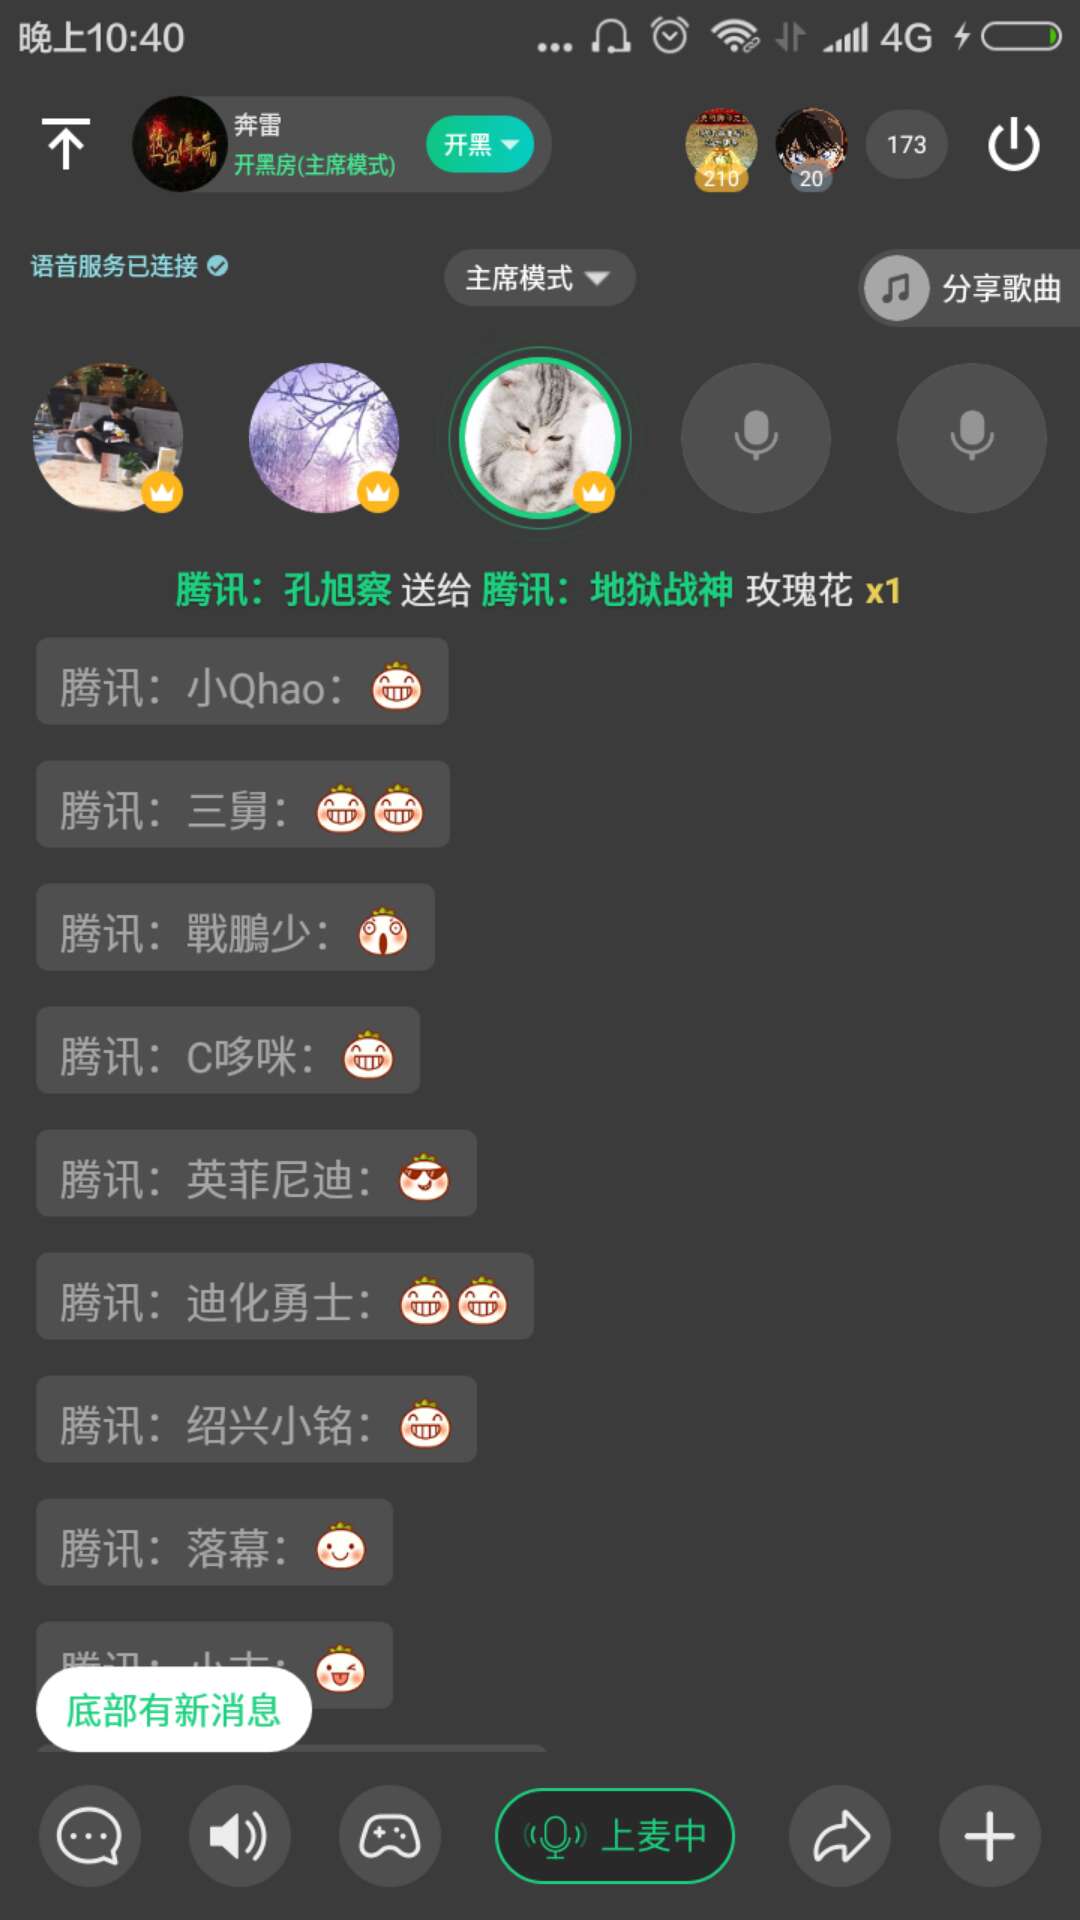 晚上10:40
4G
热血传奇
奔雷
开黑房(主席模式)
开黑
210
20
173
语音服务已连接
主席模式
分享歌曲
腾讯：孔旭察 送给 腾讯：地狱战神 玫瑰花 x1
腾讯：小Qhao：
腾讯：三舅：
腾讯：戰鵬少：
腾讯：C哆咪：
腾讯：英菲尼迪：
腾讯：迪化勇士：
腾讯：绍兴小铭：
腾讯：落幕：
底部有新消息
上麦中